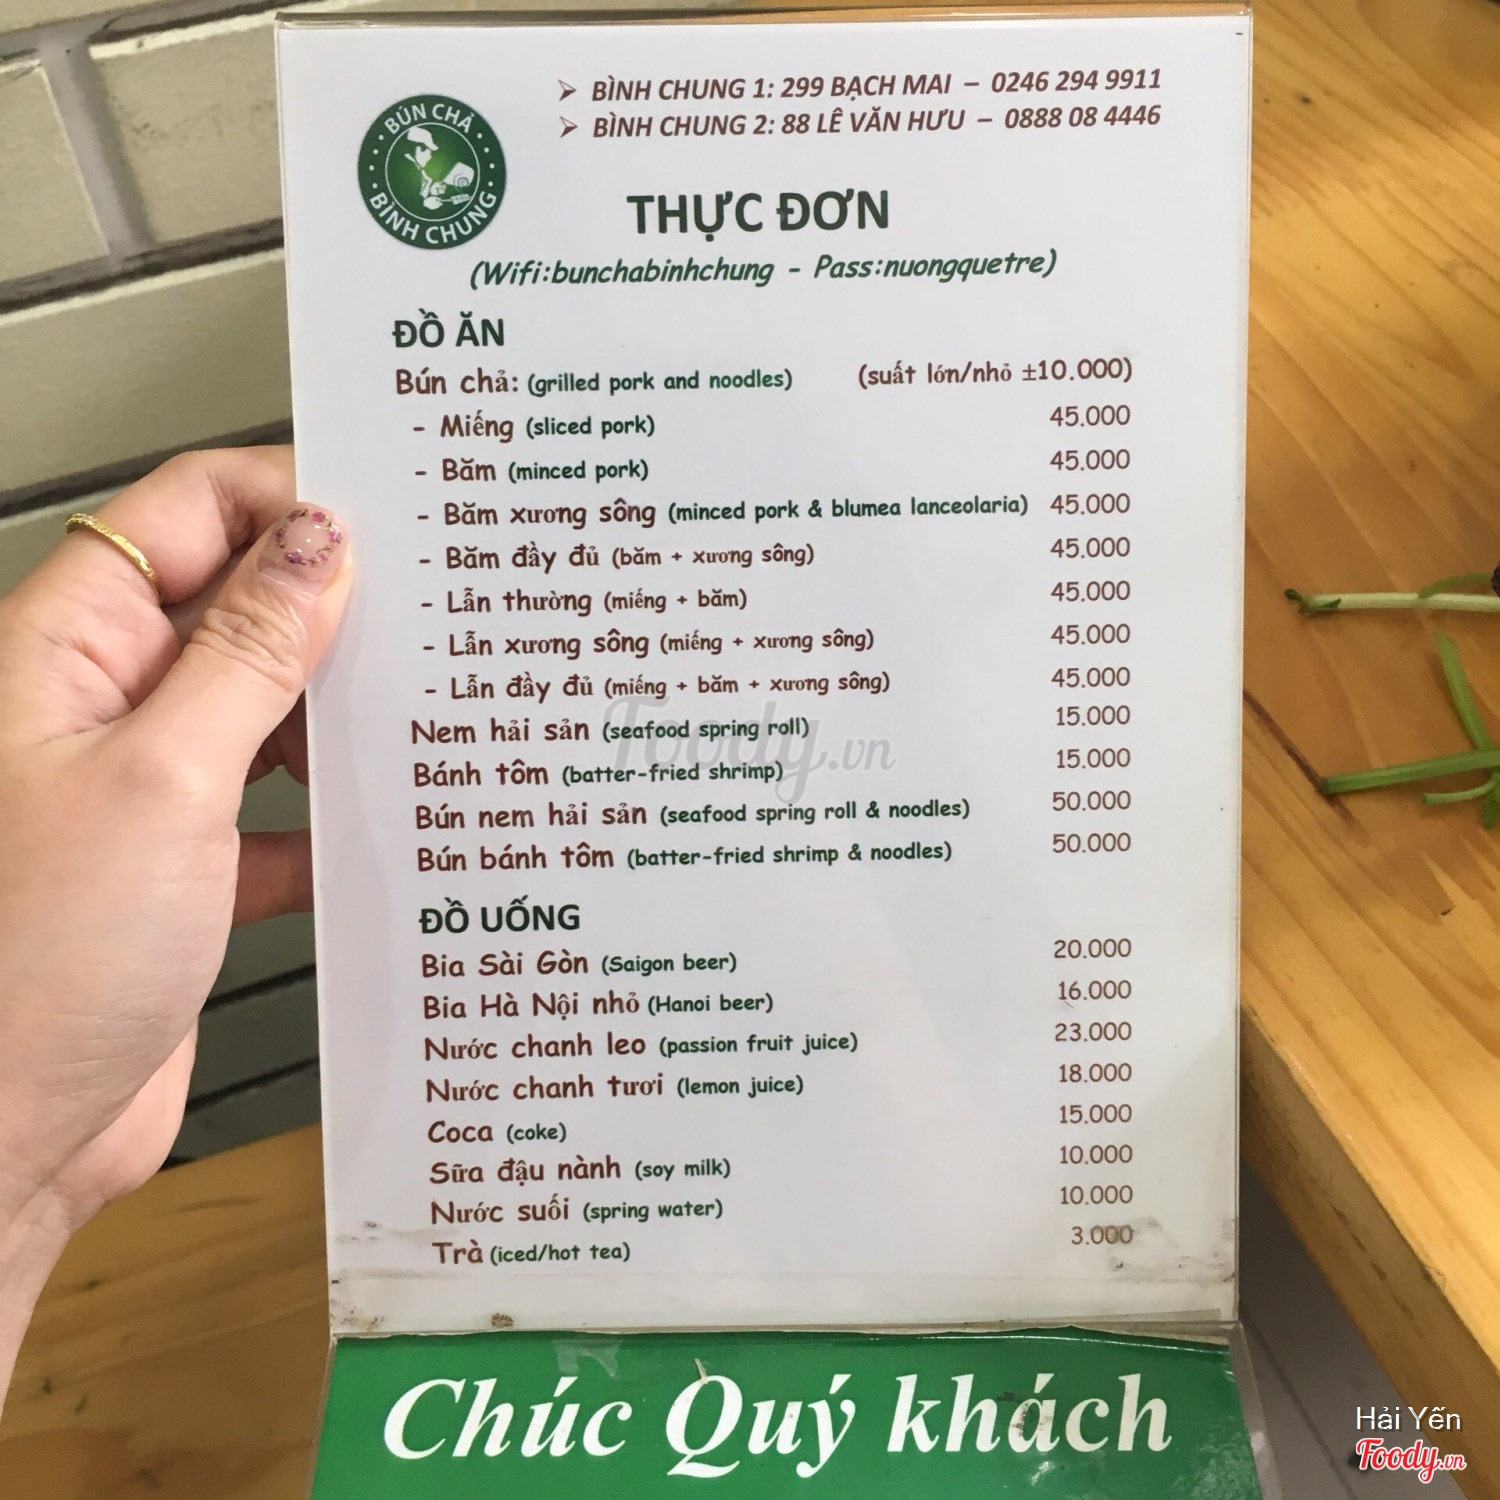 BÚN CHẢ
BÌNH CHUNG
➢ BÌNH CHUNG 1: 299 BẠCH MAI – 0246 294 9911
➢ BÌNH CHUNG 2: 88 LÊ VĂN HƯU – 0888 08 4446
THỰC ĐƠN
(Wifi:bunchabinhchung - Pass:nuongquetre)
ĐỒ ĂN
Bún chả: (grilled pork and noodles) (suất lớn/nhỏ ±10.000)
- Miếng (sliced pork) 45.000
- Băm (minced pork) 45.000
- Băm xương sông (minced pork & blumea lanceolaria) 45.000
- Băm đầy đủ (băm + xương sông) 45.000
- Lẫn thường (miếng + băm) 45.000
- Lẫn xương sông (miếng + xương sông) 45.000
- Lẫn đầy đủ (miếng + băm + xương sông) 45.000
Nem hải sản (seafood spring roll) 15.000
Bánh tôm (batter-fried shrimp) 15.000
Bún nem hải sản (seafood spring roll & noodles) 50.000
Bún bánh tôm (batter-fried shrimp & noodles) 50.000
ĐỒ UỐNG
Bia Sài Gòn (Saigon beer) 20.000
Bia Hà Nội nhỏ (Hanoi beer) 16.000
Nước chanh leo (passion fruit juice) 23.000
Nước chanh tươi (lemon juice) 18.000
Coca (coke) 15.000
Sữa đậu nành (soy milk) 10.000
Nước suối (spring water) 10.000
Trà (iced/hot tea) 3.000
Chúc Quý khách
Foody.vn
Hải Yến
Foody.vn